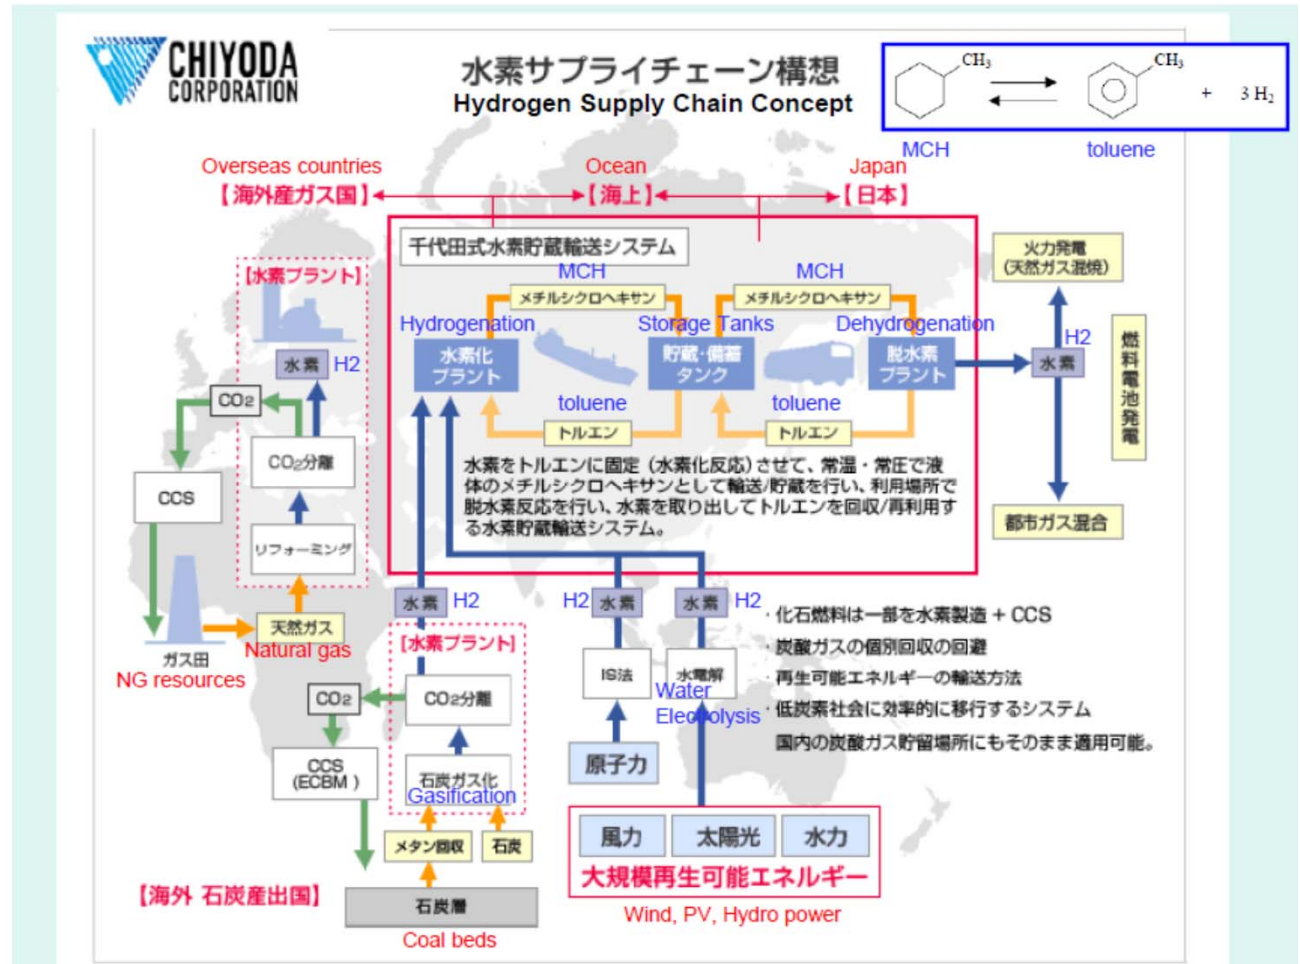 CHIYODA
CORPORATION
水素サプライチェーン構想
Hydrogen Supply Chain Concept
CH3
CH3
+ 3 H2
MCH
toluene
Overseas countries
Ocean
Japan
【海外産ガス国】
【海上】
【日本】
千代田式水素貯蔵輸送システム
火力発電
(天然ガス混焼)
[水素プラント]
MCH
MCH
メチルシクロヘキサン
メチルシクロヘキサン
Hydrogenation
Storage Tanks
Dehydrogenation
水素化
プラント
貯蔵・備蓄
タンク
脱水素
プラント
H2
水素
燃料電池発電
水素 H2
CO2
toluene
toluene
トルエン
トルエン
CO2分離
水素をトルエンに固定（水素化反応）させて、常温・常圧で液
体のメチルシクロヘキサンとして輸送/貯蔵を行い、利用場所で
脱水素反応を行い、水素を取り出してトルエンを回収/再利用す
る水素貯蔵輸送システム。
CCS
都市ガス混合
リフォーミング
水素 H2
H2 水素
水素 H2
天然ガス
Natural gas
ガス田
NG resources
[水素プラント]
・化石燃料は一部を水素製造 + CCS
・炭酸ガスの個別回収の回避
・再生可能エネルギーの輸送方法
・低炭素社会に効率的に移行するシステム
国内の炭酸ガス貯留場所にもそのまま適用可能。
IS法
水電解
Water
Electrolysis
CO2
CO2分離
CCS
(ECBM )
石炭ガス化
Gasification
原子力
メタン回収
石炭
風力
太陽光
水力
大規模再生可能エネルギー
Wind, PV, Hydro power
【海外 石炭産出国】
石炭層
Coal beds